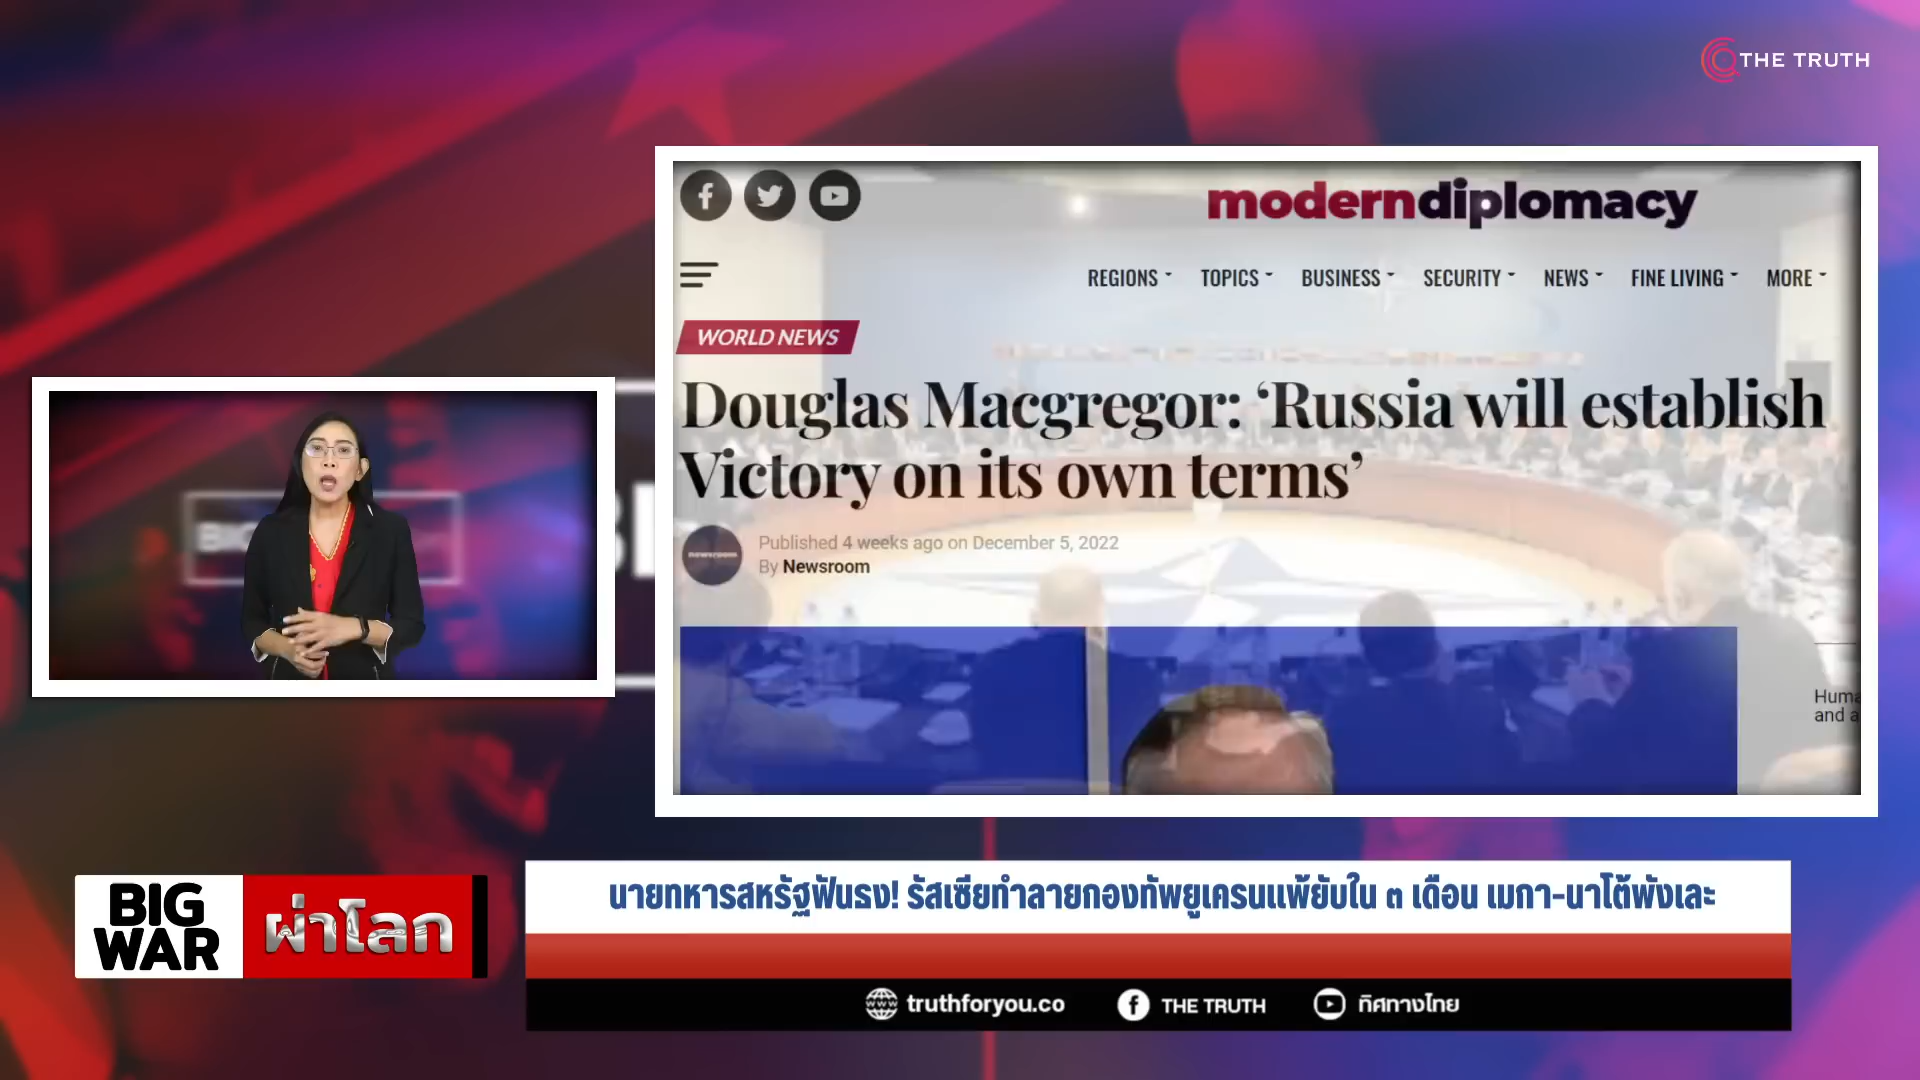 THE TRUTH
moderndiplomacy
REGIONS TOPICS BUSINESS SECURITY NEWS FINE LIVING MORE
WORLD NEWS
Douglas Macgregor: ‘Russia will establish
Victory on its own terms’
newsroom
Published 4 weeks ago on December 5, 2022
By Newsroom
Huma
and a
BIG
WAR
ผ่าโลก
นายทหารสหรัฐฟันธง! รัสเซียทำลายกองทัพยูเครนแพ้ยับใน ๓ เดือน เมกา-นาโต้พังเละ
truthforyou.co THE TRUTH ทิศทางไทย